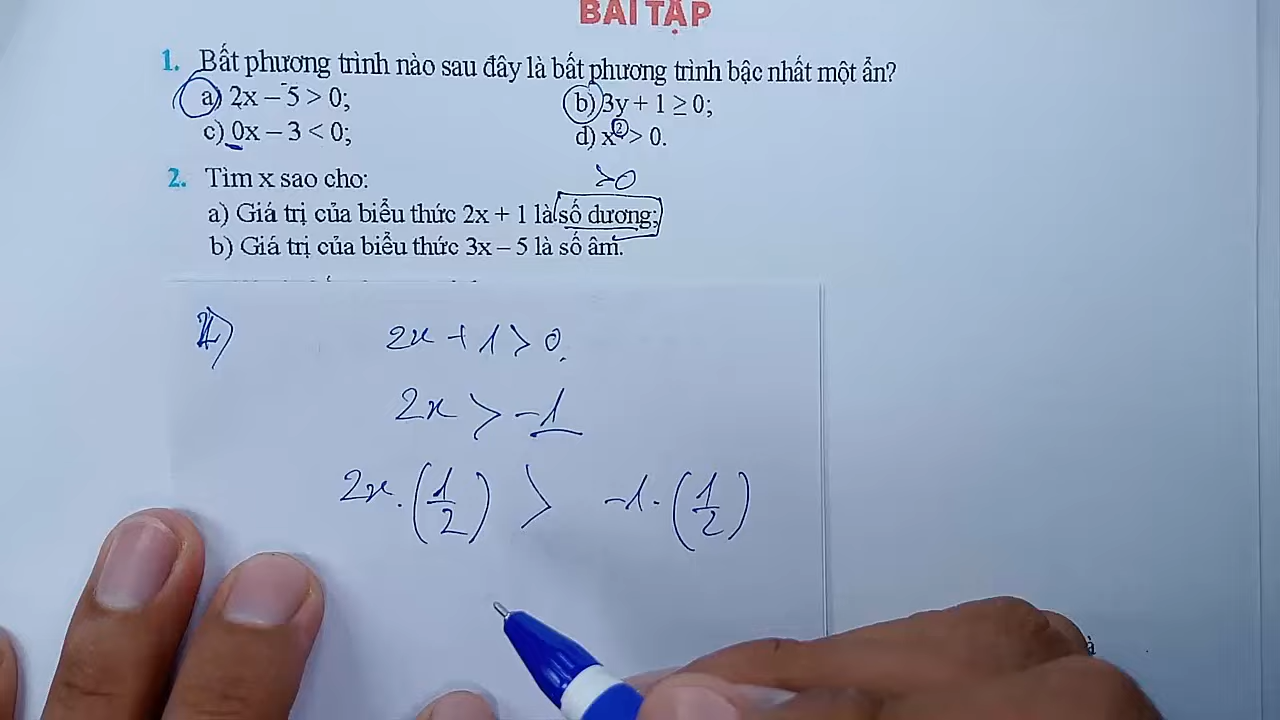 BÀI TẬP
1. Bất phương trình nào sau đây là bất phương trình bậc nhất một ẩn?
a) 2x – 5 > 0;
b) 3y + 1 ≥ 0;
c) 0x – 3 < 0;
d) x² > 0.
2. Tìm x sao cho:
>0
a) Giá trị của biểu thức 2x + 1 là số dương;
b) Giá trị của biểu thức 3x – 5 là số âm.
2x + 1 > 0.
2x > -1
2x.(1/2) > -1.(1/2)
à